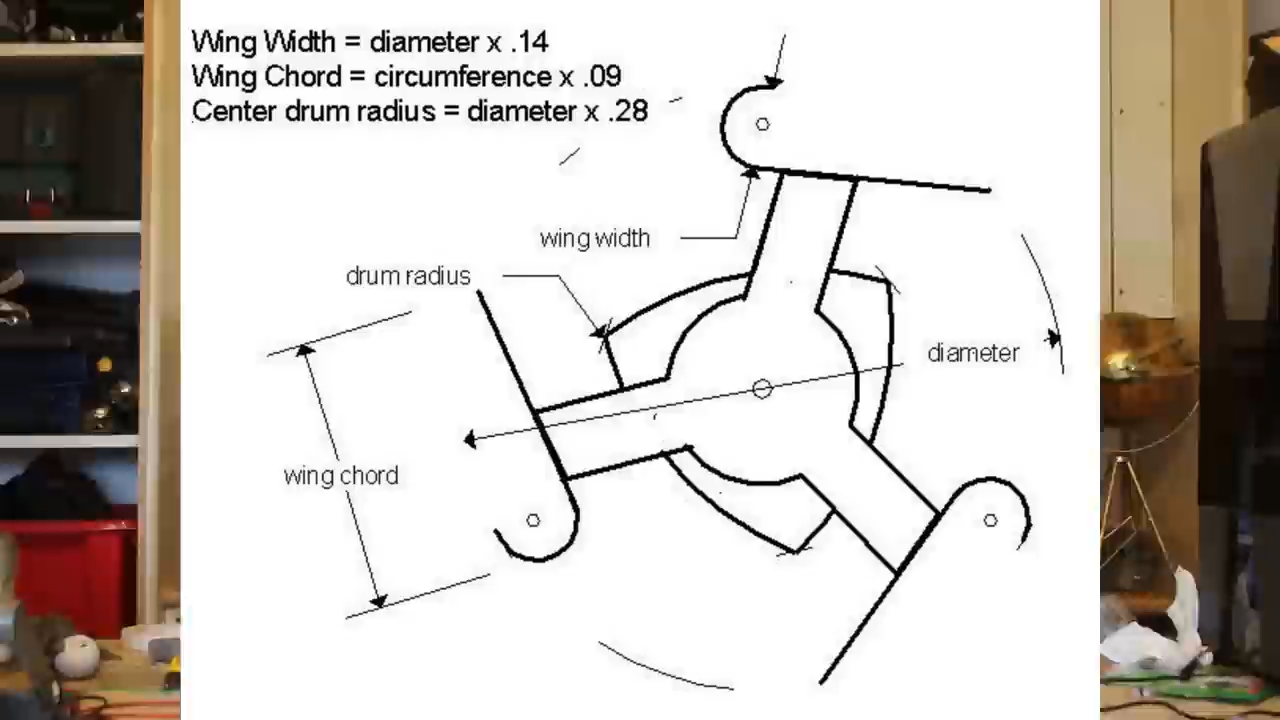 Wing Width = diameter x .14
Wing Chord = circumference x .09
Center drum radius = diameter x .28
wing width
drum radius
diameter
wing chord